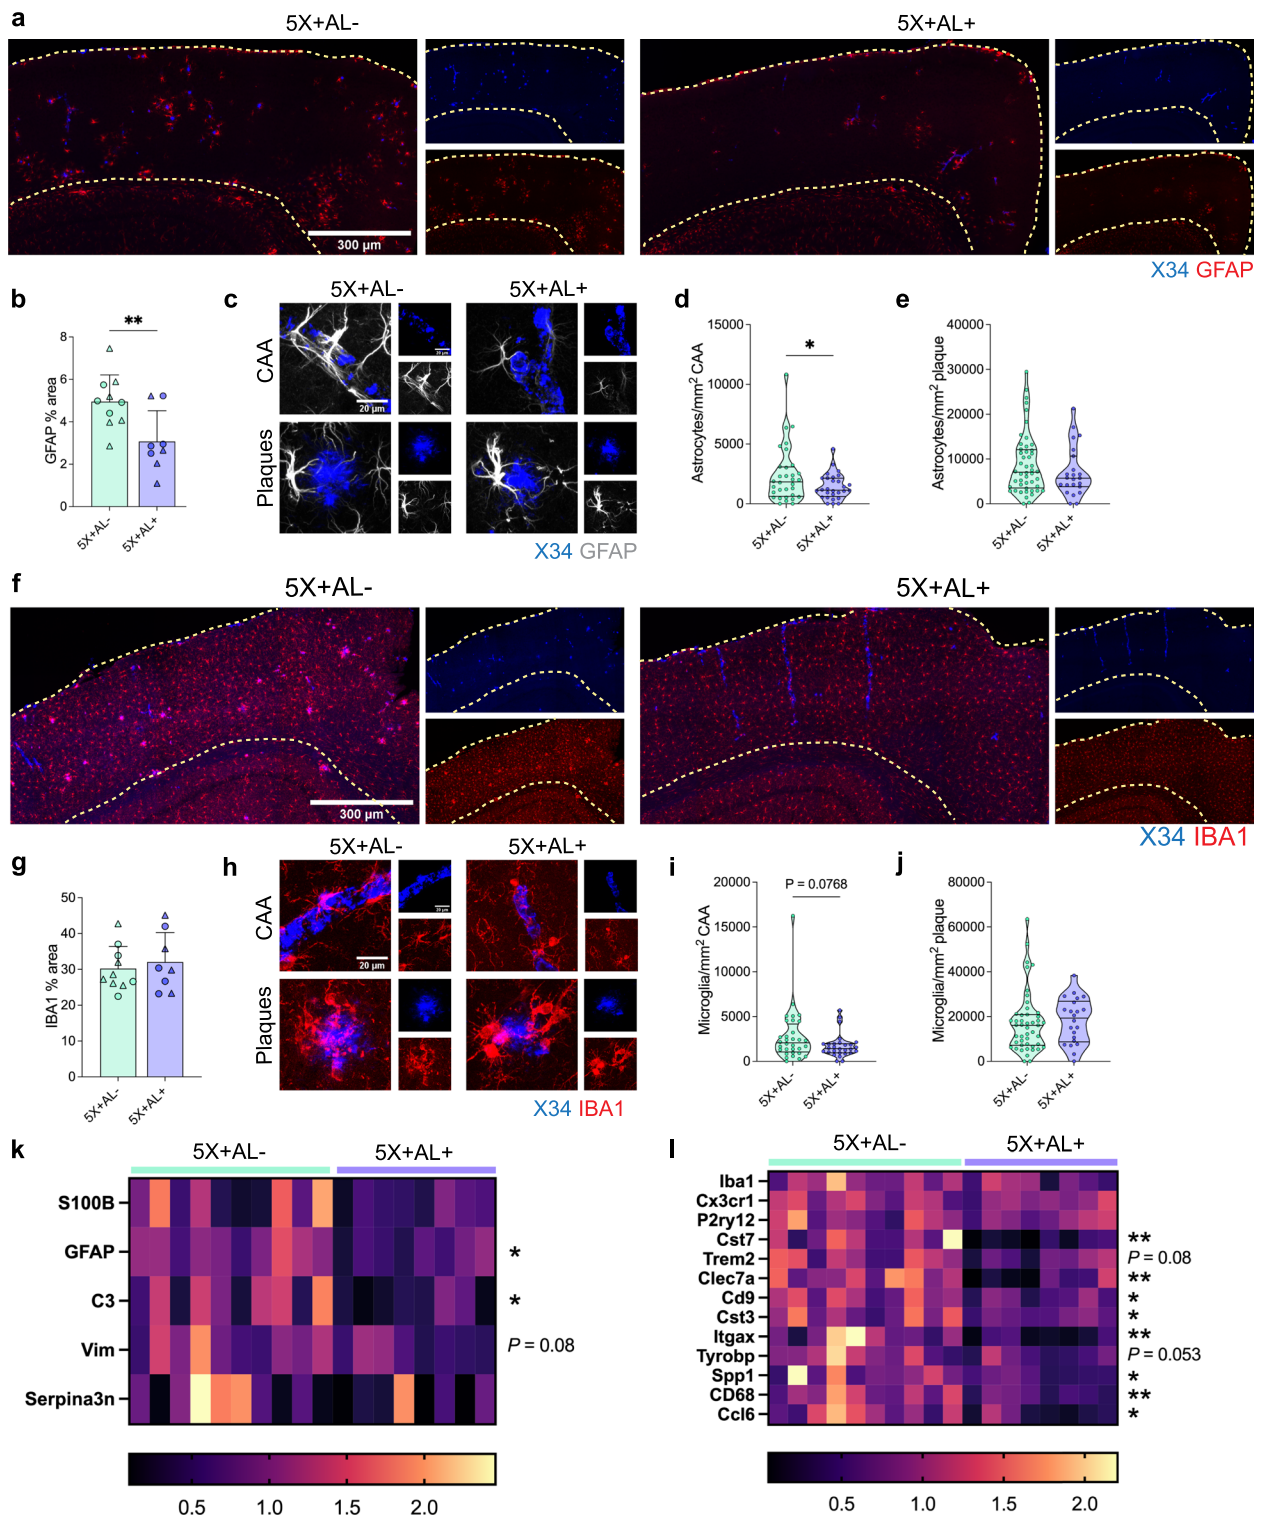 a
5X+AL-
5X+AL+
300 µm
X34 GFAP
b
GFAP % area
8
6
4
2
0
**
5X+AL-
5X+AL+
c
5X+AL-
5X+AL+
CAA
Plaques
20 µm
20 µm
X34 GFAP
d
Astrocytes/mm² CAA
15000
10000
5000
0
*
5X+AL-
5X+AL+
e
Astrocytes/mm² plaque
40000
30000
20000
10000
0
5X+AL-
5X+AL+
f
5X+AL-
5X+AL+
300 µm
X34 IBA1
g
IBA1 % area
50
40
30
20
10
0
5X+AL-
5X+AL+
h
5X+AL-
5X+AL+
CAA
Plaques
20 µm
20 µm
X34 IBA1
i
Microglia/mm² CAA
20000
15000
10000
5000
0
P = 0.0768
5X+AL-
5X+AL+
j
Microglia/mm² plaque
80000
60000
40000
20000
0
5X+AL-
5X+AL+
k
5X+AL-
5X+AL+
S100B
GFAP *
C3 *
Vim P = 0.08
Serpina3n
0.5 1.0 1.5 2.0
l
5X+AL-
5X+AL+
Iba1
Cx3cr1
P2ry12
Cst7 **
Trem2 P = 0.08
Clec7a **
Cd9 *
Cst3 *
Itgax **
Tyrobp P = 0.053
Spp1 *
CD68 **
Ccl6 *
0.5 1.0 1.5 2.0